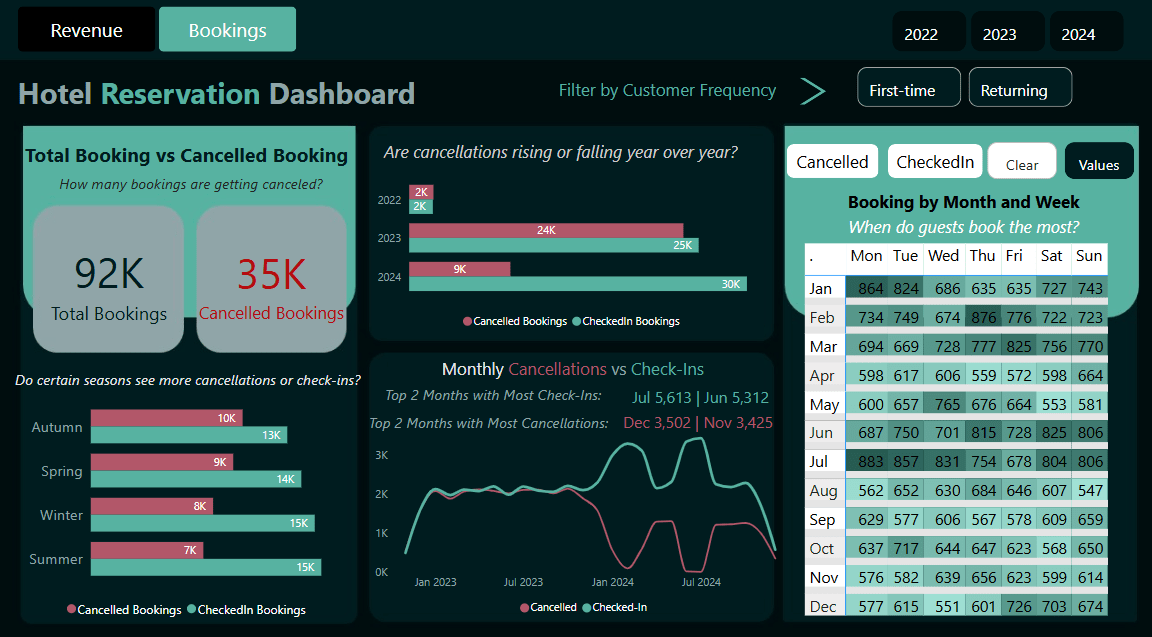 Revenue
Bookings
2022
2023
2024
Hotel Reservation Dashboard
Filter by Customer Frequency
First-time
Returning
Total Booking vs Cancelled Booking
How many bookings are getting canceled?
92K
Total Bookings
35K
Cancelled Bookings
Do certain seasons see more cancellations or check-ins?
Autumn 10K
13K
Spring 9K
14K
Winter 8K
15K
Summer 7K
15K
Cancelled Bookings CheckedIn Bookings
Are cancellations rising or falling year over year?
2022 2K
2K
2023 24K
25K
2024 9K
30K
Cancelled Bookings CheckedIn Bookings
Monthly Cancellations vs Check-Ins
Top 2 Months with Most Check-Ins: Jul 5,613 | Jun 5,312
Top 2 Months with Most Cancellations: Dec 3,502 | Nov 3,425
3K
2K
1K
0K
Jan 2023 Jul 2023 Jan 2024 Jul 2024
Cancelled Checked-In
Cancelled
CheckedIn
Clear
Values
Booking by Month and Week
When do guests book the most?
. Mon Tue Wed Thu Fri Sat Sun
Jan 864 824 686 635 635 727 743
Feb 734 749 674 876 776 722 723
Mar 694 669 728 777 825 756 770
Apr 598 617 606 559 572 598 664
May 600 657 765 676 664 553 581
Jun 687 750 701 815 728 825 806
Jul 883 857 831 754 678 804 806
Aug 562 652 630 684 646 607 547
Sep 629 577 606 567 578 609 659
Oct 637 717 644 647 623 568 650
Nov 576 582 639 656 623 599 614
Dec 577 615 551 601 726 703 674